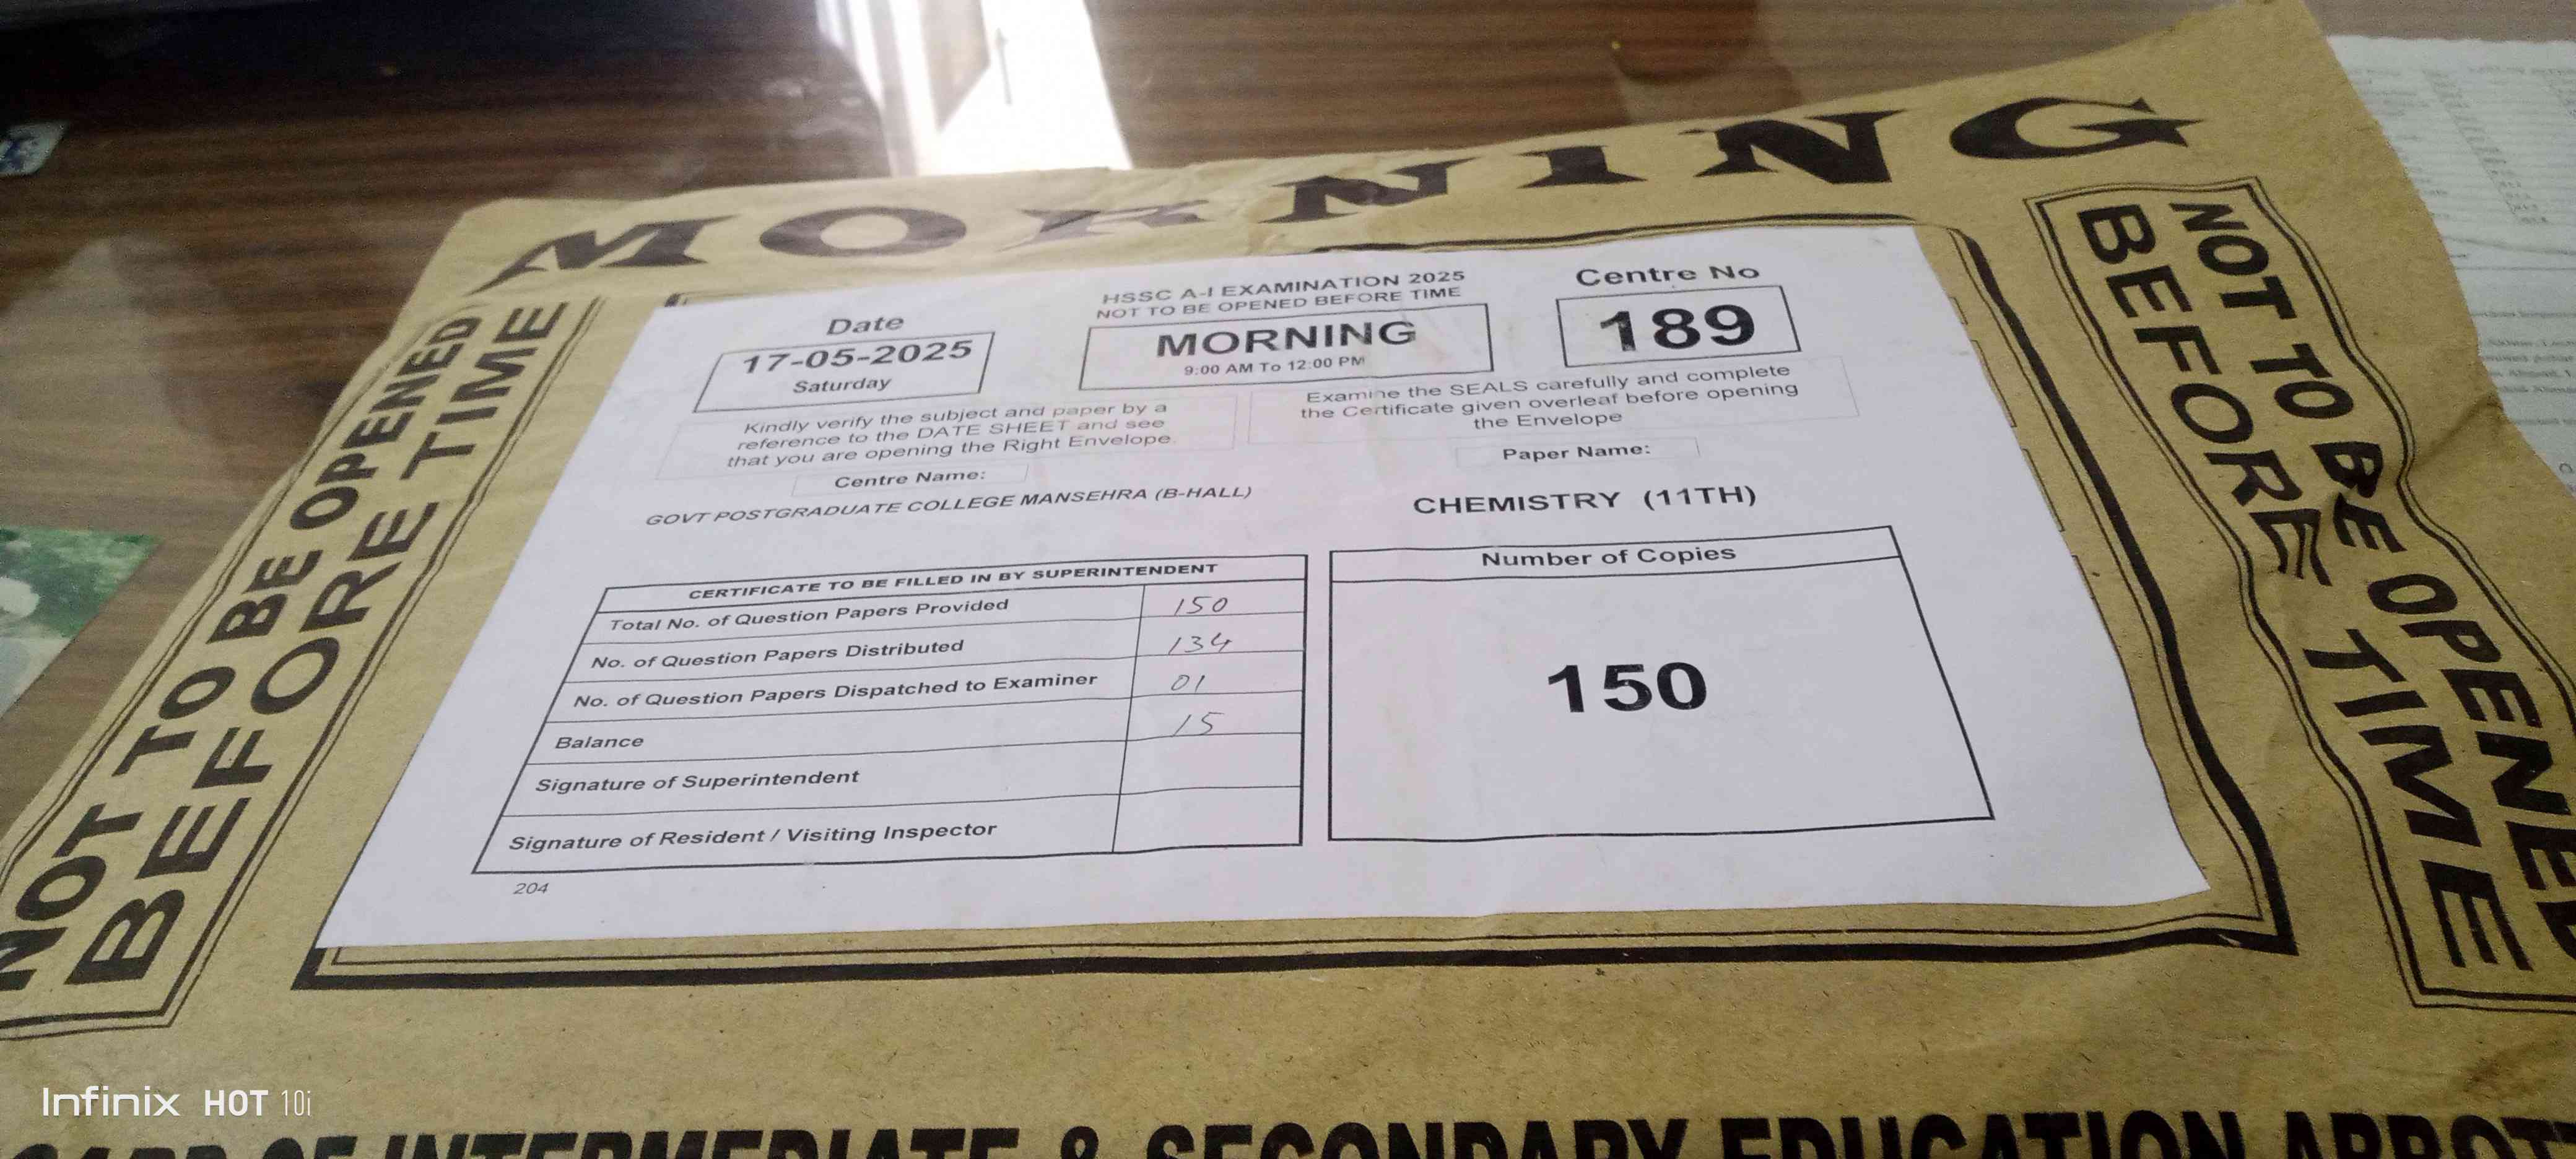 MORNING
NOT TO BE OPENED
BEFORE TIME
NOT TO BE OPENED
BEFORE TIME
HSSC A-I EXAMINATION 2025
NOT TO BE OPENED BEFORE TIME
Date
17-05-2025
Saturday
MORNING
9:00 AM To 12:00 PM
Centre No
189
Kindly verify the subject and paper by a
reference to the DATE SHEET and see
that you are opening the Right Envelope.
Examine the SEALS carefully and complete
the Certificate given overleaf before opening
the Envelope
Centre Name:
GOVT POSTGRADUATE COLLEGE MANSEHRA (B-HALL)
Paper Name:
CHEMISTRY (11TH)
CERTIFICATE TO BE FILLED IN BY SUPERINTENDENT
Total No. of Question Papers Provided 150
No. of Question Papers Distributed 134
No. of Question Papers Dispatched to Examiner 01
Balance 15
Signature of Superintendent
Signature of Resident / Visiting Inspector
204
Number of Copies
150
Infinix HOT 10i
OF INTERMEDIATE & SECONDARY EDUCATION